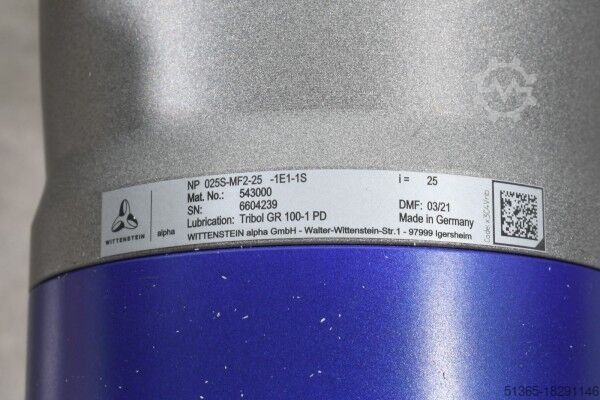 NP 025S-MF2-25 -1E1-1S i= 25
Mat. No.: 543000
SN: 6604239 DMF: 03/21
Lubrication: Tribol GR 100-1 PD Made in Germany
WITTENSTEIN alpha GmbH - Walter-Wittenstein-Str.1 - 97999 Igersheim
WITTENSTEIN alpha
51365-18291146